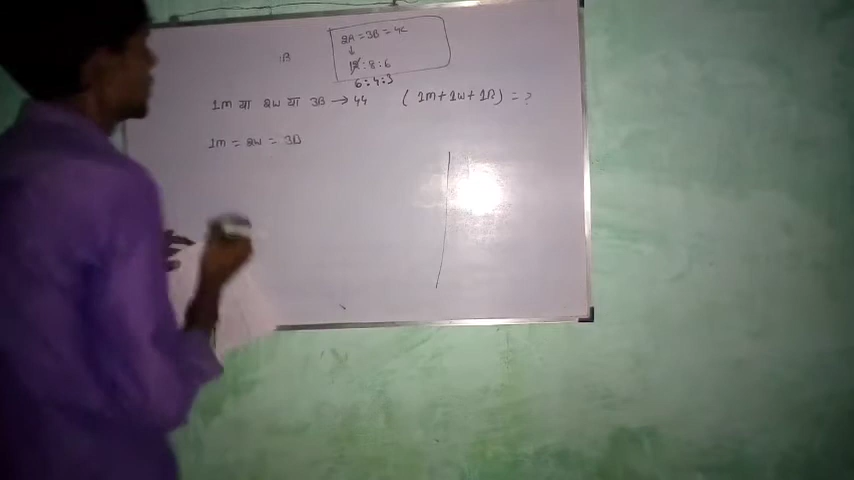 2A = 3B = 4C
↓
B
12 : 8 : 6
6 : 4 : 3
1M या 2W या 3B → 44 (1M + 1W + 1B) = ?
1M = 2W = 3B